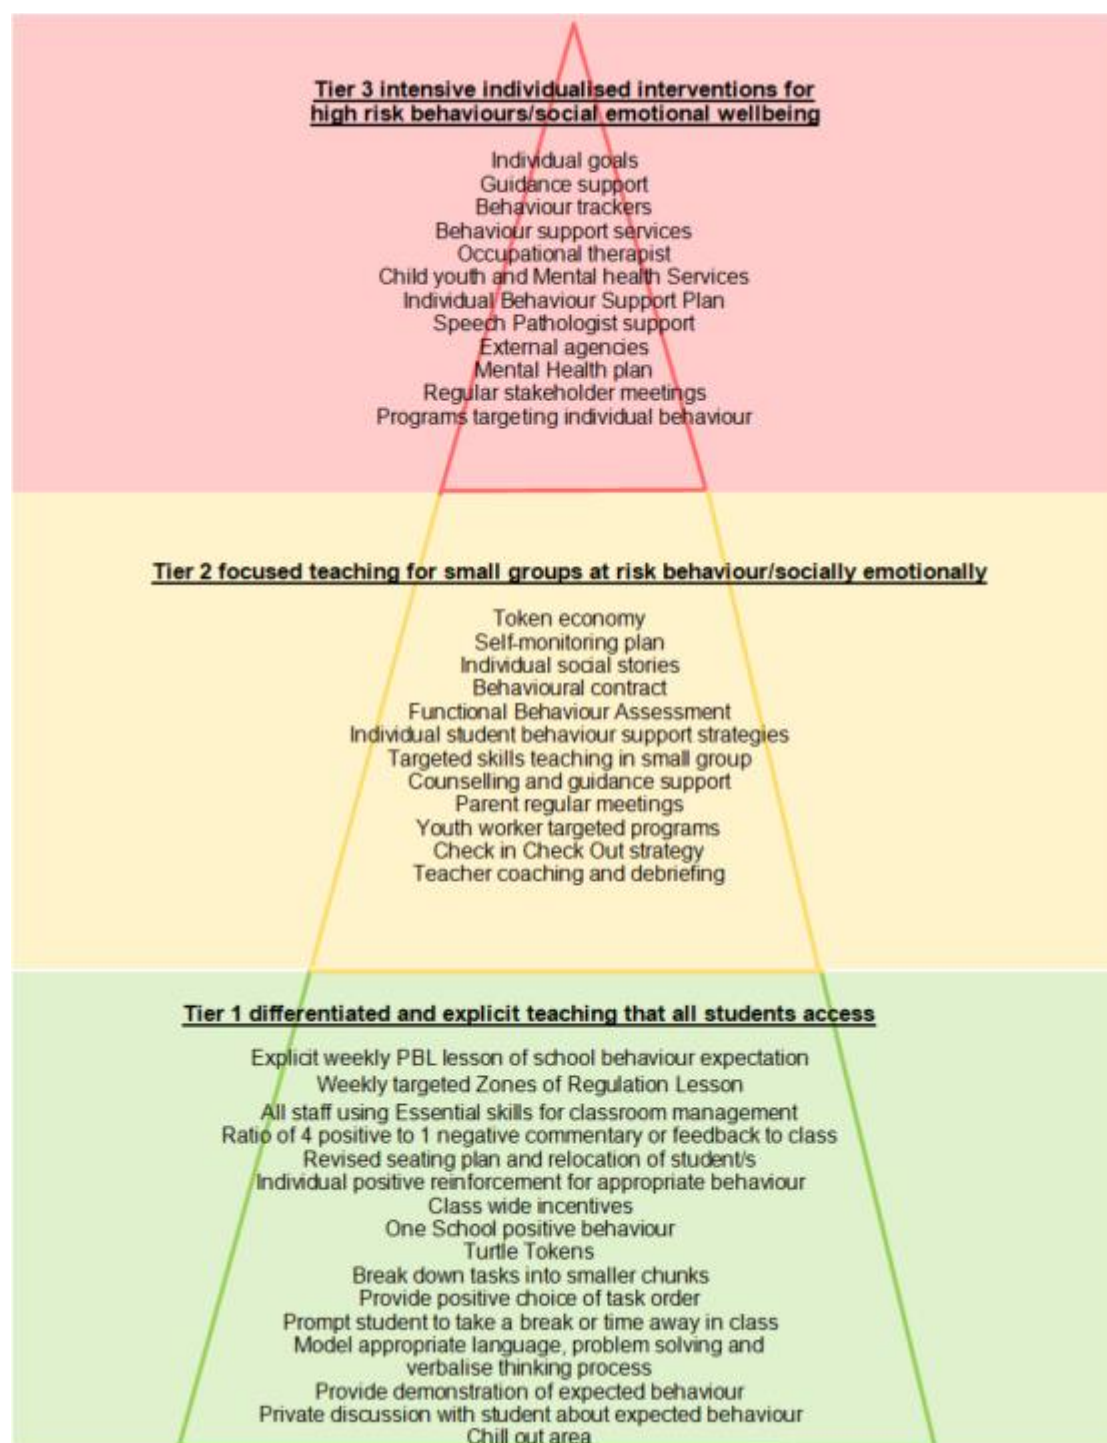 Tier 3 intensive individualised interventions for
high risk behaviours/social emotional wellbeing
Individual goals
Guidance support
Behaviour trackers
Behaviour support services
Occupational therapist
Child youth and Mental health Services
Individual Behaviour Support Plan
Speech Pathologist support
External agencies
Mental Health plan
Regular stakeholder meetings
Programs targeting individual behaviour
Tier 2 focused teaching for small groups at risk behaviour/socially emotionally
Token economy
Self-monitoring plan
Individual social stories
Behavioural contract
Functional Behaviour Assessment
Individual student behaviour support strategies
Targeted skills teaching in small group
Counselling and guidance support
Parent regular meetings
Youth worker targeted programs
Check in Check Out strategy
Teacher coaching and debriefing
Tier 1 differentiated and explicit teaching that all students access
Explicit weekly PBL lesson of school behaviour expectation
Weekly targeted Zones of Regulation Lesson
All staff using Essential skills for classroom management
Ratio of 4 positive to 1 negative commentary or feedback to class
Revised seating plan and relocation of student/s
Individual positive reinforcement for appropriate behaviour
Class wide incentives
One School positive behaviour
Turtle Tokens
Break down tasks into smaller chunks
Provide positive choice of task order
Prompt student to take a break or time away in class
Model appropriate language, problem solving and
verbalise thinking process
Provide demonstration of expected behaviour
Private discussion with student about expected behaviour
Chill out area